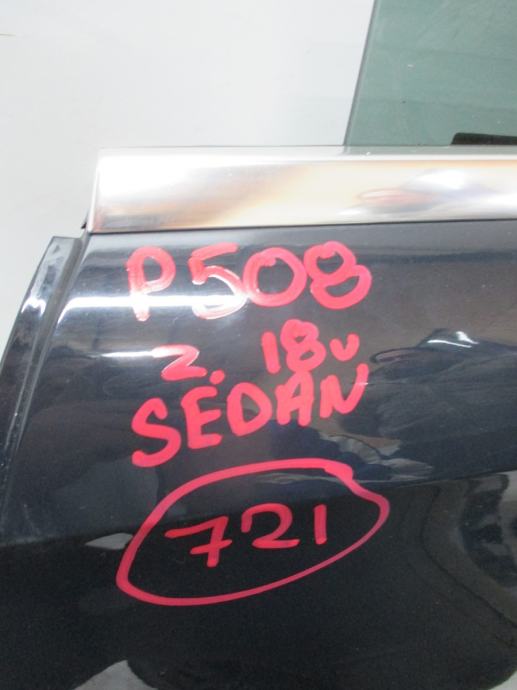 P508
2. 18v
SEDAN
721